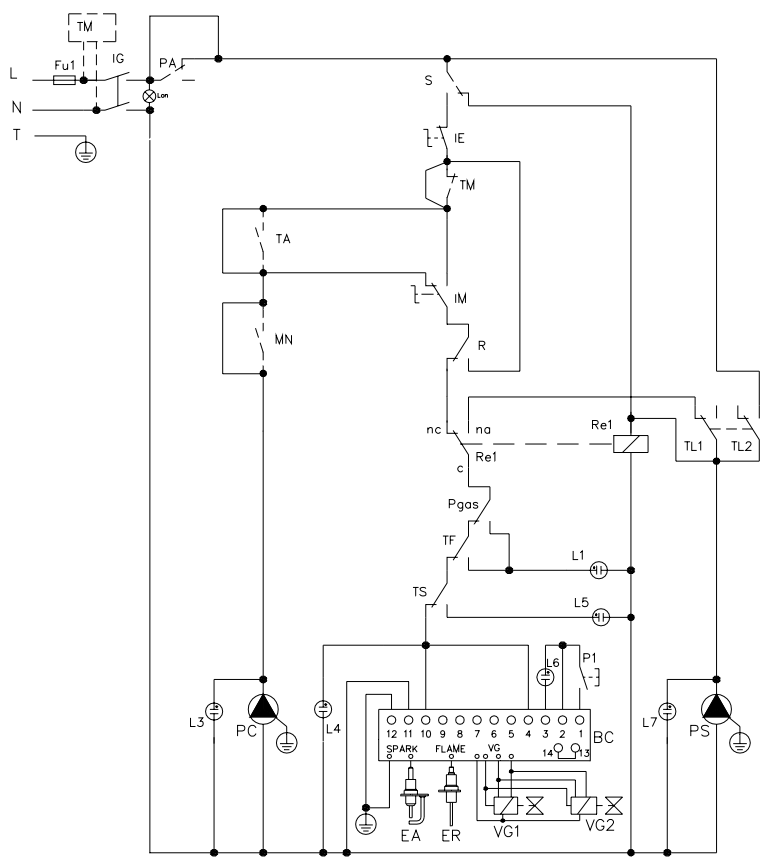 TM
Fu1
IG
PA
L
Lon
N
T
S
IE
TM
TA
IM
MN
R
nc
na
Re1
Re1
TL1
TL2
c
Pgas
TF
L1
TS
L5
L6
P1
L3
PC
L4
L7
PS
12 11 10 9 8 7 6 5 4 3 2 1
BC
SPARK
FLAME
VG
14
13
EA
ER
VG1
VG2